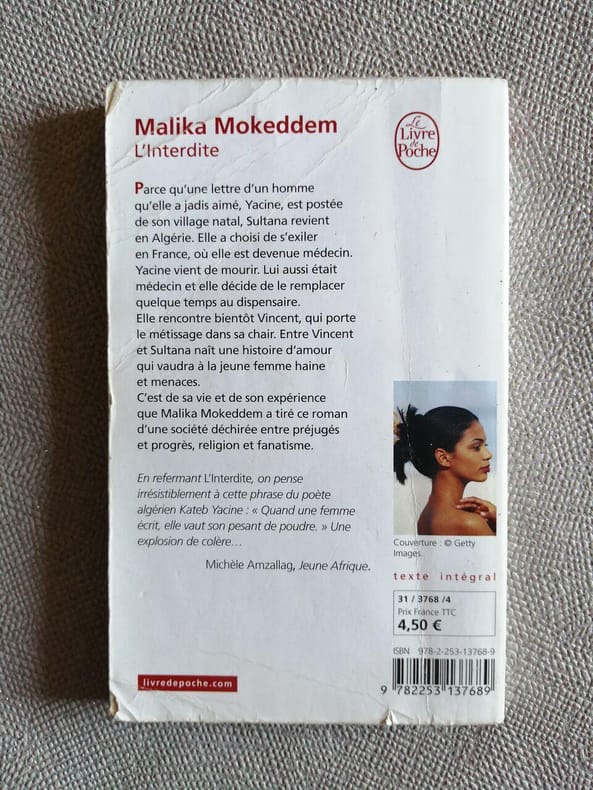 Malika Mokeddem
L'Interdite
Le
Livre
de
Poche
Parce qu'une lettre d'un homme
qu'elle a jadis aimé, Yacine, est postée
de son village natal, Sultana revient
en Algérie. Elle a choisi de s'exiler
en France, où elle est devenue médecin.
Yacine vient de mourir. Lui aussi était
médecin et elle décide de le remplacer
quelque temps au dispensaire.
Elle rencontre bientôt Vincent, qui porte
le métissage dans sa chair. Entre Vincent
et Sultana naît une histoire d'amour
qui vaudra à la jeune femme haine
et menaces.
C'est de sa vie et de son expérience
que Malika Mokeddem a tiré ce roman
d'une société déchirée entre préjugés
et progrès, religion et fanatisme.
En refermant L'Interdite, on pense
irrésistiblement à cette phrase du poète
algérien Kateb Yacine : « Quand une femme
écrit, elle vaut son pesant de poudre. » Une
explosion de colère...
Michèle Amzallag, Jeune Afrique.
Couverture : © Getty
Images.
texte intégral
31 / 3768 /4
Prix France TTC
4,50 €
ISBN 978-2-253-13768-9
9 782253 137689
livredepoche.com